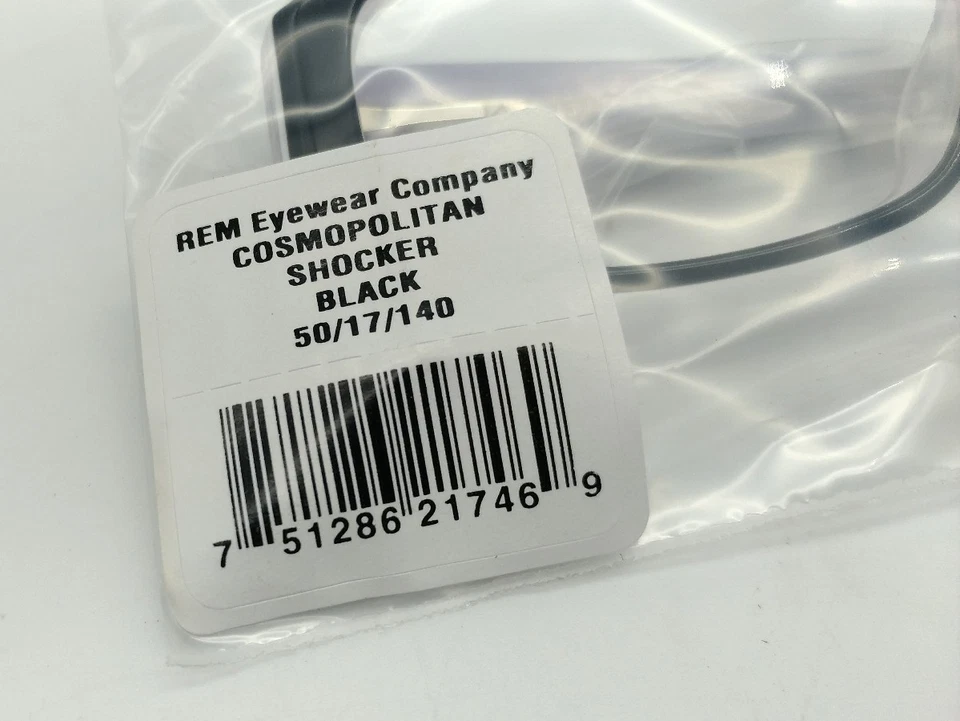 REM Eyewear Company
COSMOPOLITAN
SHOCKER
BLACK
50/17/140
7 51286 21746 9